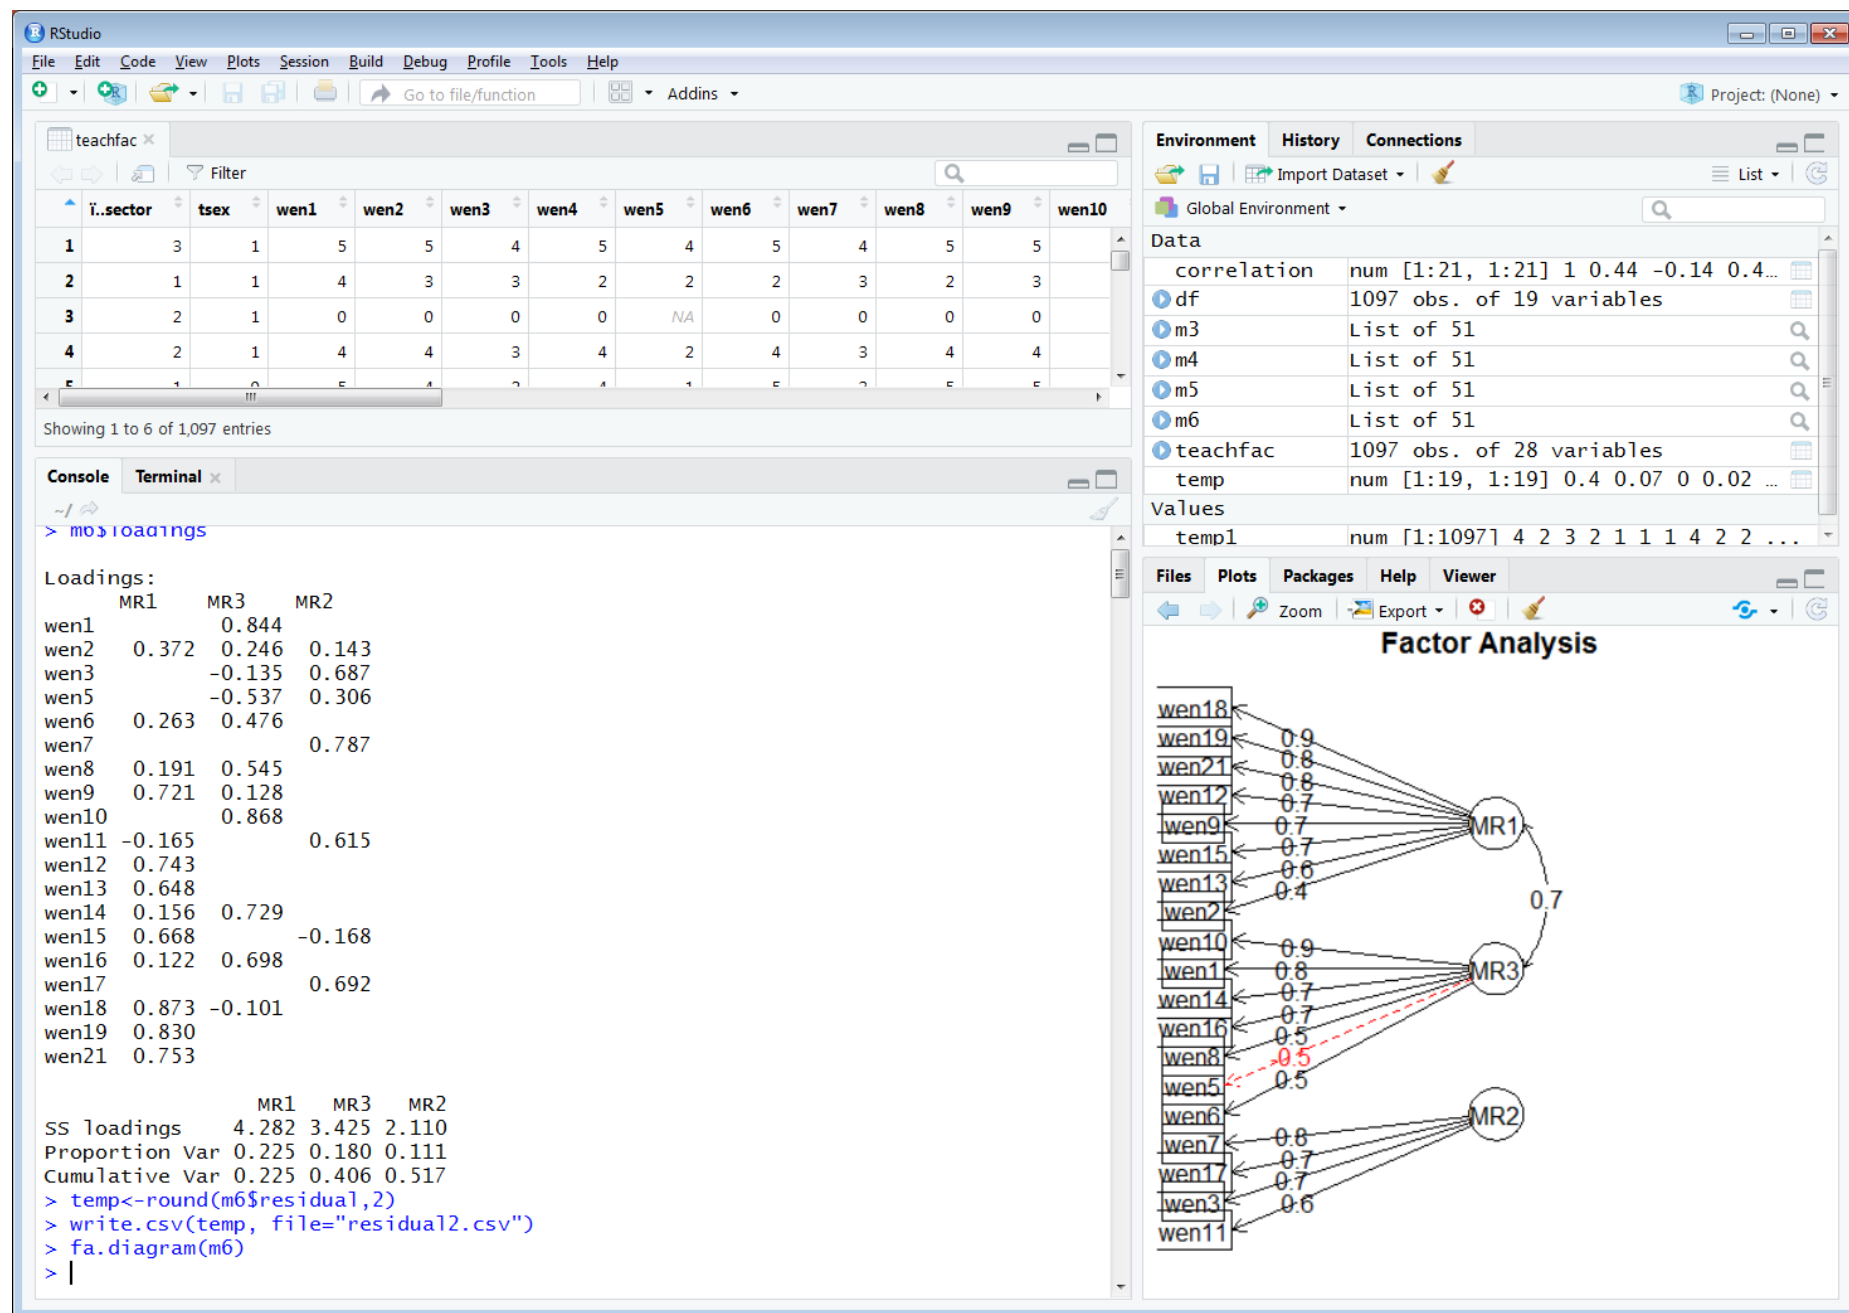 RStudio
File Edit Code View Plots Session Build Debug Profile Tools Help
Go to file/function Addins Project: (None)
teachfac
Filter
ï..sector tsex wen1 wen2 wen3 wen4 wen5 wen6 wen7 wen8 wen9 wen10
1 3 1 5 5 4 5 4 5 4 5 5
2 1 1 4 3 3 2 2 2 3 2 3
3 2 1 0 0 0 0 NA 0 0 0 0
4 2 1 4 4 3 4 2 4 3 4 4
Showing 1 to 6 of 1,097 entries
Console Terminal
~/
> m6$loadings
Loadings:
MR1 MR3 MR2
wen1 0.844
wen2 0.372 0.246 0.143
wen3 -0.135 0.687
wen5 -0.537 0.306
wen6 0.263 0.476
wen7 0.787
wen8 0.191 0.545
wen9 0.721 0.128
wen10 0.868
wen11 -0.165 0.615
wen12 0.743
wen13 0.648
wen14 0.156 0.729
wen15 0.668 -0.168
wen16 0.122 0.698
wen17 0.692
wen18 0.873 -0.101
wen19 0.830
wen21 0.753
MR1 MR3 MR2
SS loadings 4.282 3.425 2.110
Proportion Var 0.225 0.180 0.111
Cumulative Var 0.225 0.406 0.517
> temp<-round(m6$residual,2)
> write.csv(temp, file="residual2.csv")
> fa.diagram(m6)
>
Environment History Connections
Import Dataset List
Global Environment
Data
correlation num [1:21, 1:21] 1 0.44 -0.14 0.4...
df 1097 obs. of 19 variables
m3 List of 51
m4 List of 51
m5 List of 51
m6 List of 51
teachfac 1097 obs. of 28 variables
temp num [1:19, 1:19] 0.4 0.07 0 0.02 ...
Values
temp1 num [1:1097] 4 2 3 2 1 1 1 4 2 2 ...
Files Plots Packages Help Viewer
Zoom Export
Factor Analysis
wen18
wen19 0.9
wen21 0.8
0.8
wen12 0.7
wen9 0.7 MR1
wen15 0.7
wen13 0.6
0.4
wen2 0.7
wen10 0.9
wen1 0.8 MR3
wen14 0.7
wen16 0.7
0.5
wen8 -0.5
wen5 0.5
wen6 MR2
wen7 0.8
wen17 0.7
0.7
wen3 0.6
wen11